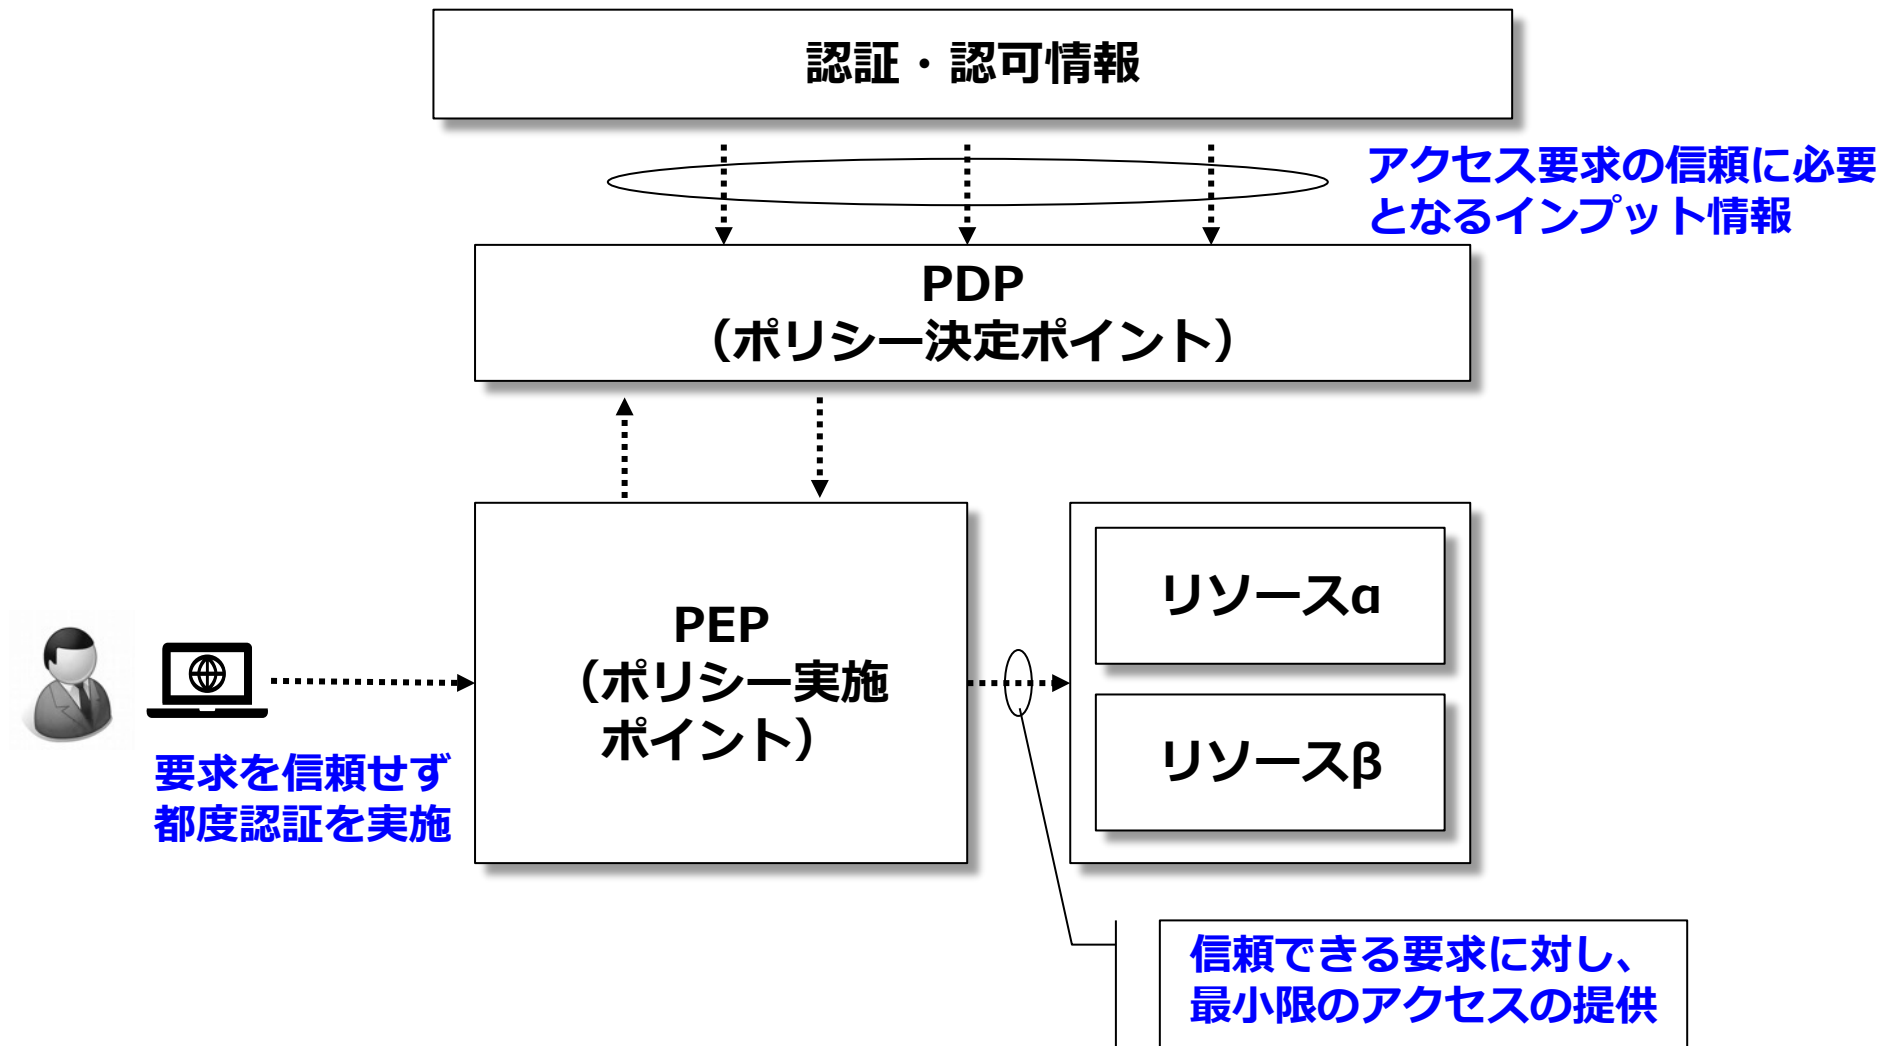 認証・認可情報
アクセス要求の信頼に必要
となるインプット情報
PDP
（ポリシー決定ポイント）
PEP
（ポリシー実施
ポイント）
リソースα
リソースβ
要求を信頼せず
都度認証を実施
信頼できる要求に対し、
最小限のアクセスの提供